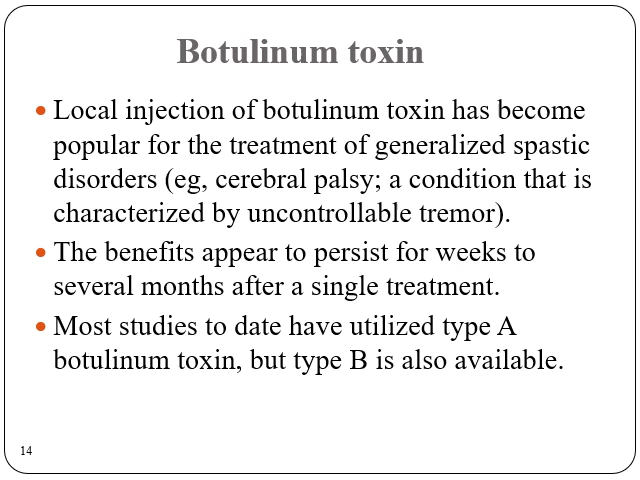 Botulinum toxin
• Local injection of botulinum toxin has become
popular for the treatment of generalized spastic
disorders (eg, cerebral palsy; a condition that is
characterized by uncontrollable tremor).
• The benefits appear to persist for weeks to
several months after a single treatment.
• Most studies to date have utilized type A
botulinum toxin, but type B is also available.
14